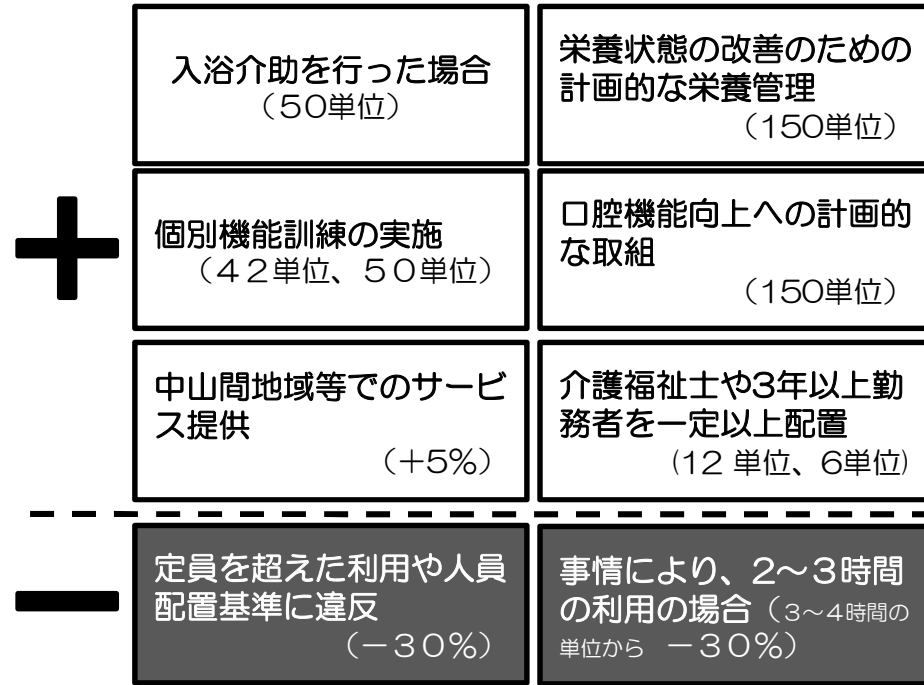 入浴介助を行った場合
（50単位）
栄養状態の改善のための
計画的な栄養管理
（150単位）
＋
個別機能訓練の実施
（４２単位、５０単位）
口腔機能向上への計画的
な取組
（150単位）
中山間地域等でのサービ
ス提供
（＋5％）
介護福祉士や3年以上勤
務者を一定以上配置
(12 単位、6単位)
－
定員を超えた利用や人員
配置基準に違反
（－３０％）
事情により、２～３時間
の利用の場合（３～４時間の
単位から　－３０％）